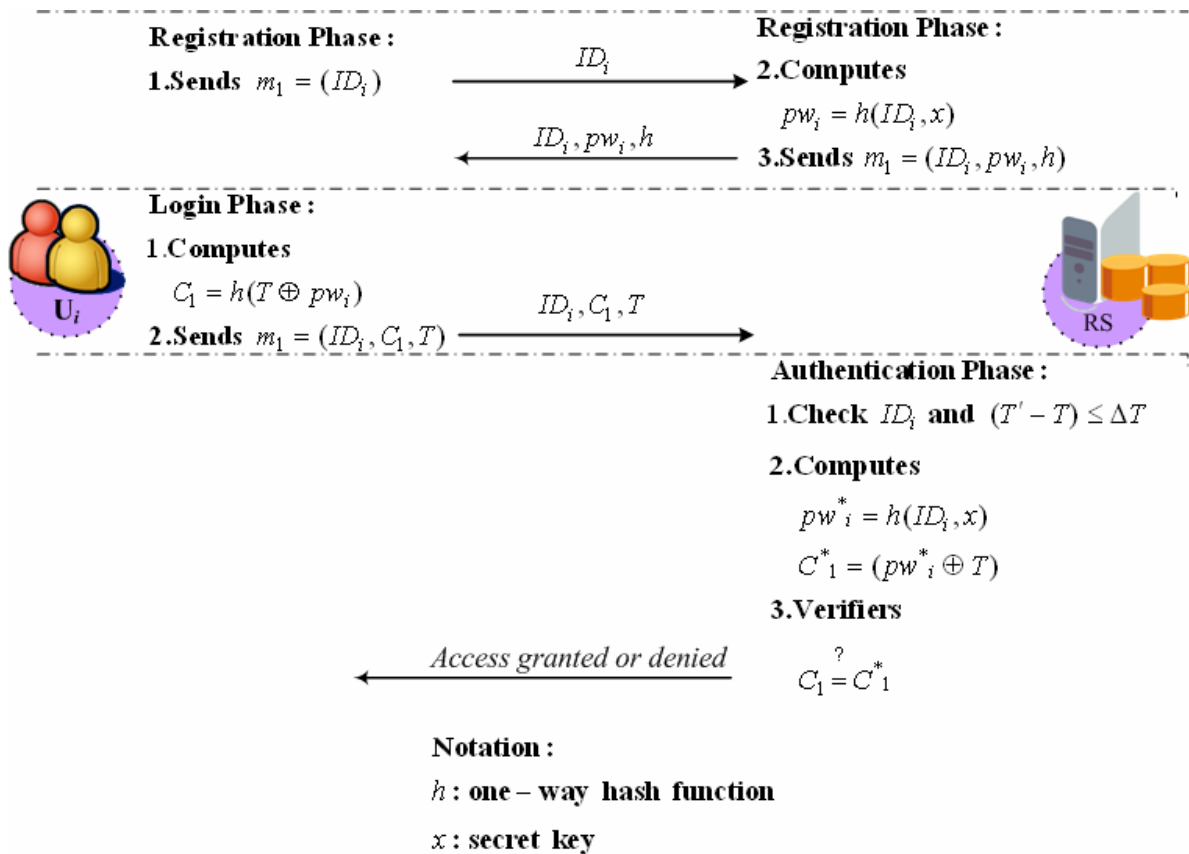 Registration Phase :
1.Sends m₁ = (IDᵢ)
IDᵢ
Registration Phase :
2.Computes
pwᵢ = h(IDᵢ, x)
3.Sends m₁ = (IDᵢ, pwᵢ, h)
IDᵢ, pwᵢ, h
Login Phase :
1.Computes
C₁ = h(T ⊕ pwᵢ)
2.Sends m₁ = (IDᵢ, C₁, T)
IDᵢ, C₁, T
Uᵢ
RS
Authentication Phase :
1.Check IDᵢ and (T′ − T) ≤ ΔT
2.Computes
pw*ᵢ = h(IDᵢ, x)
C*₁ = (pw*ᵢ ⊕ T)
3.Verifiers
C₁ ≟ C*₁
Access granted or denied
Notation :
h : one − way hash function
x : secret key